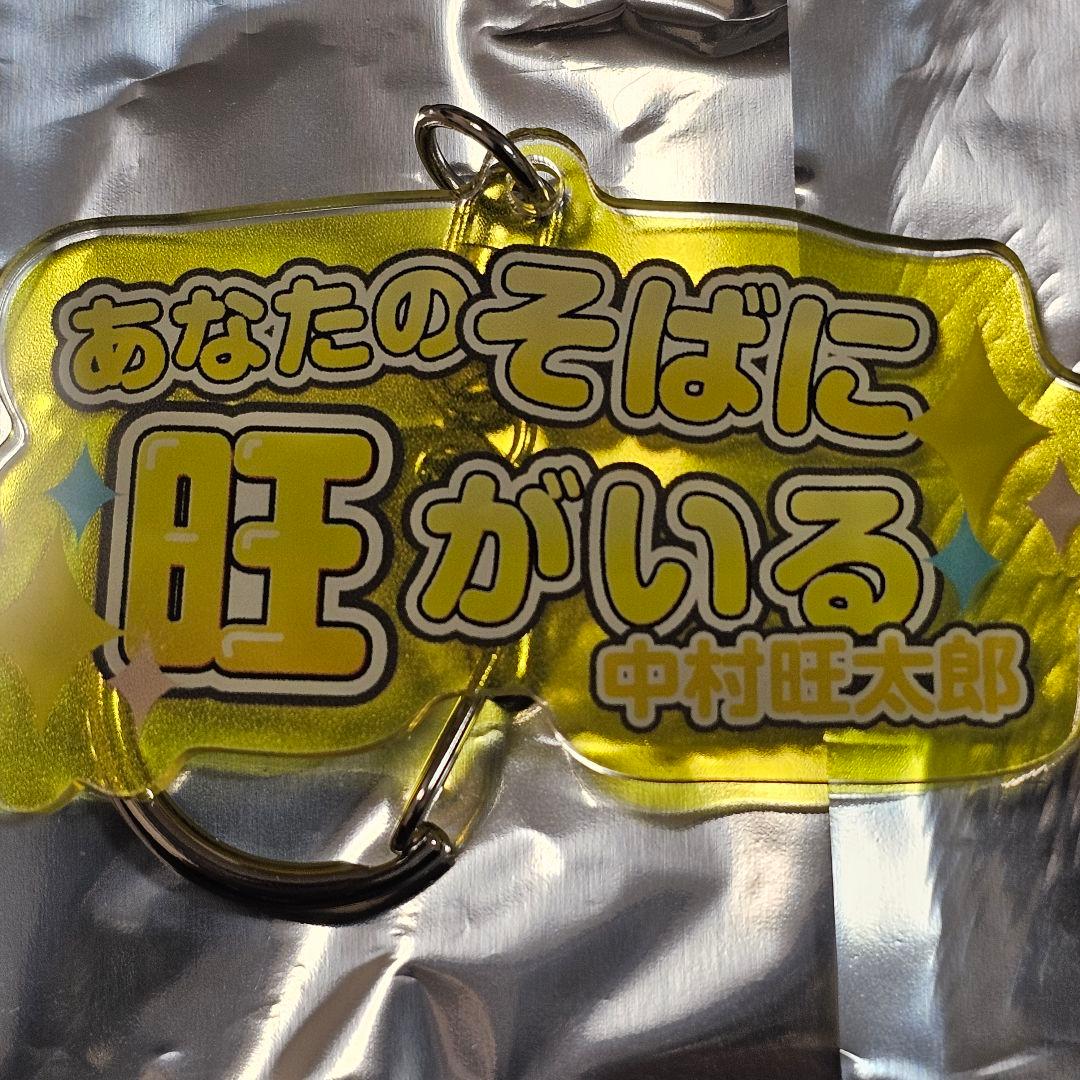 あなたのそばに
旺がいる
中村旺太郎